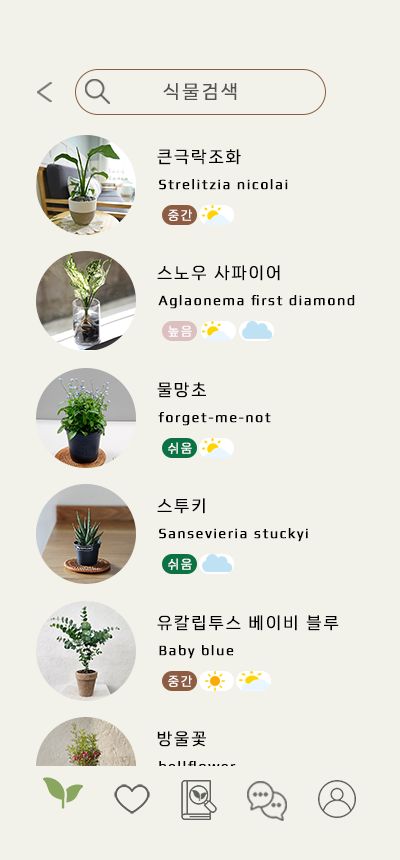 식물검색
큰극락조화
Strelitzia nicolai
중간
스노우 사파이어
Aglaonema first diamond
높음
물망초
forget-me-not
쉬움
스투키
Sansevieria stuckyi
쉬움
유칼립투스 베이비 블루
Baby blue
중간
방울꽃
bellflower